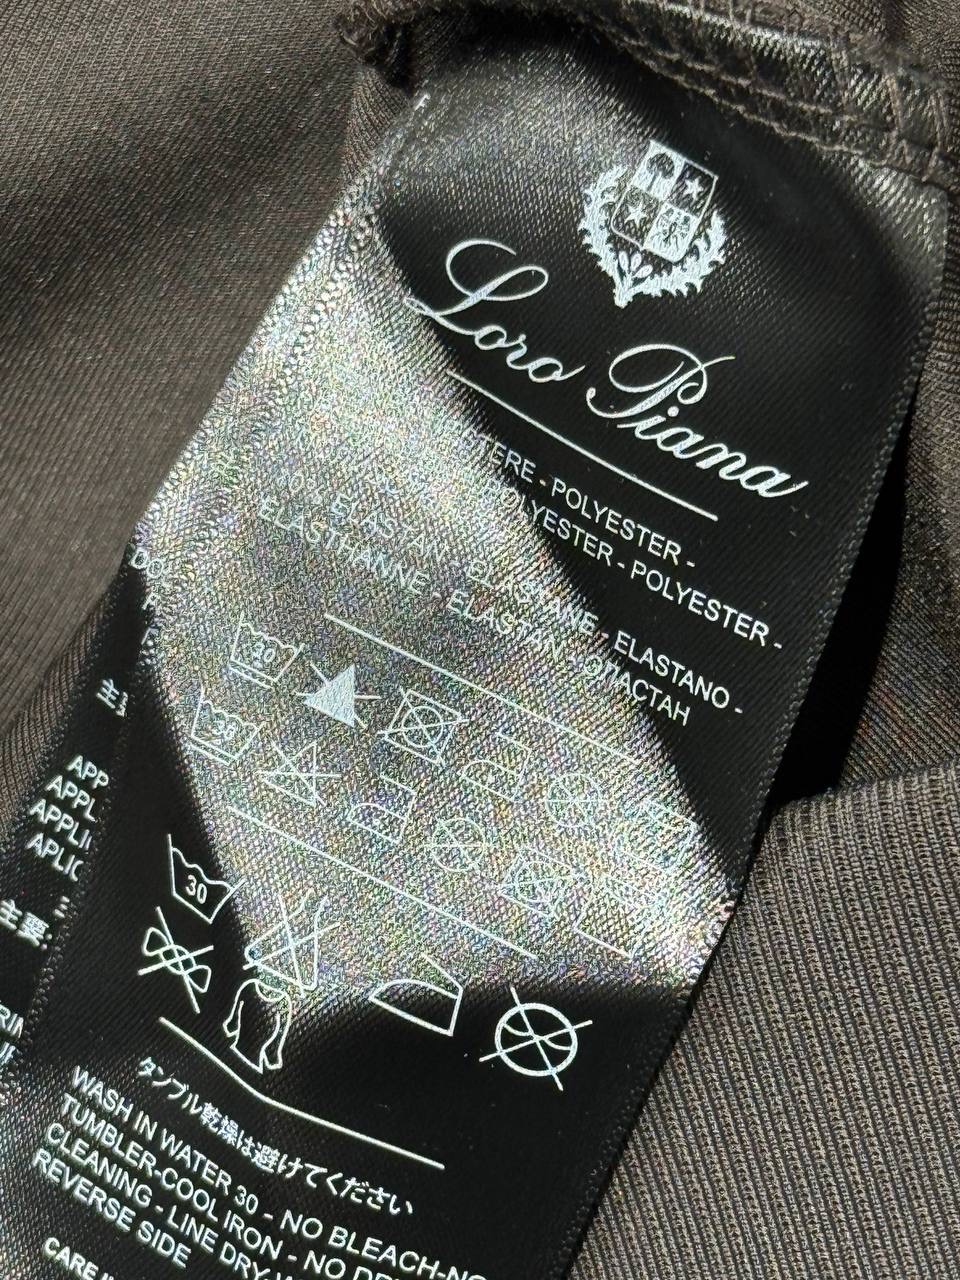 Loro Piana
POLYESTER -
POLYESTER - POLYESTER -
ELASTAN - ELASTANE - ELASTANO -
ELASTHANNE - ELASTAN - ЭЛАСТАН
30
30
30
タンブル乾燥は避けてください
WASH IN WATER 30 - NO BLEACH-NO
TUMBLER-COOL IRON - NO
CLEANING - LINE DRY-
REVERSE SIDE
APP
APPL
APPLI
APLIC
主要: